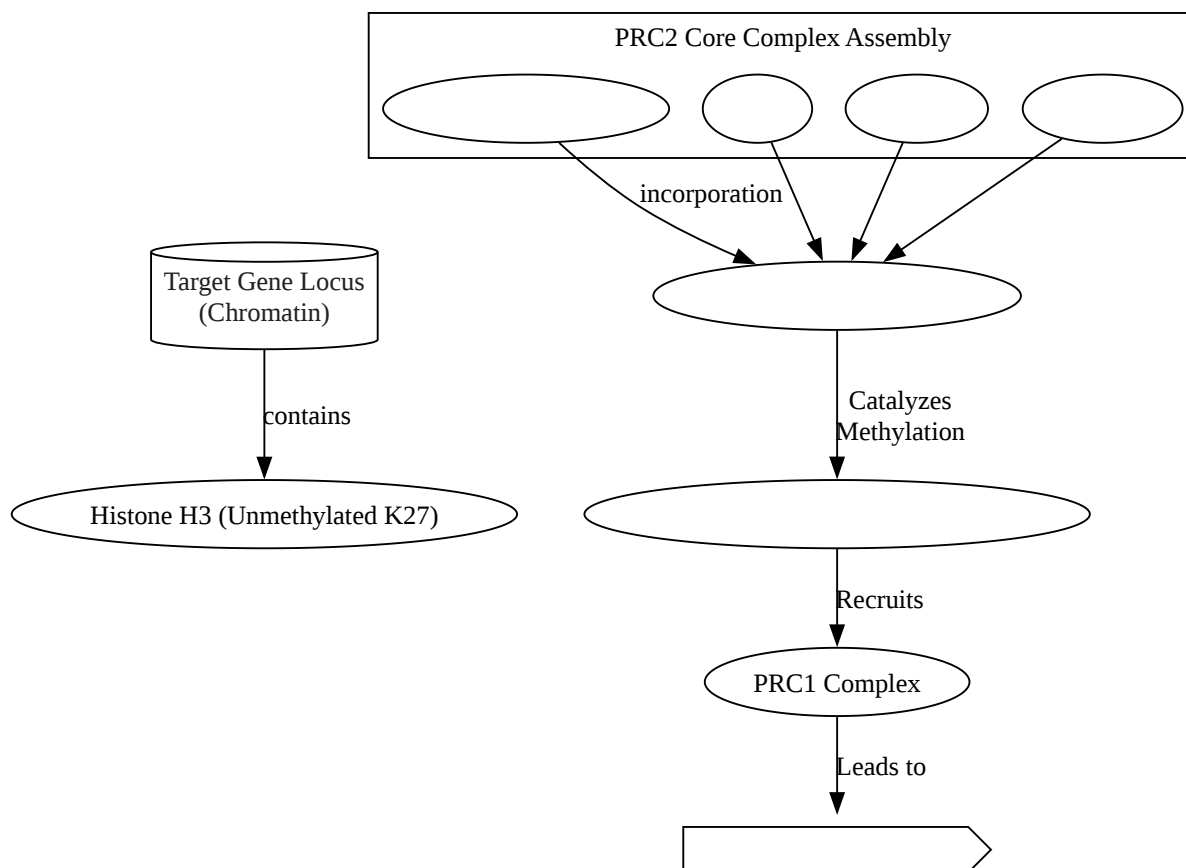 PRC2 Core Complex Assembly
incorporation
Target Gene Locus
(Chromatin)
contains
Catalyzes
Methylation
Histone H3 (Unmethylated K27)
Recruits
PRC1 Complex
Leads to